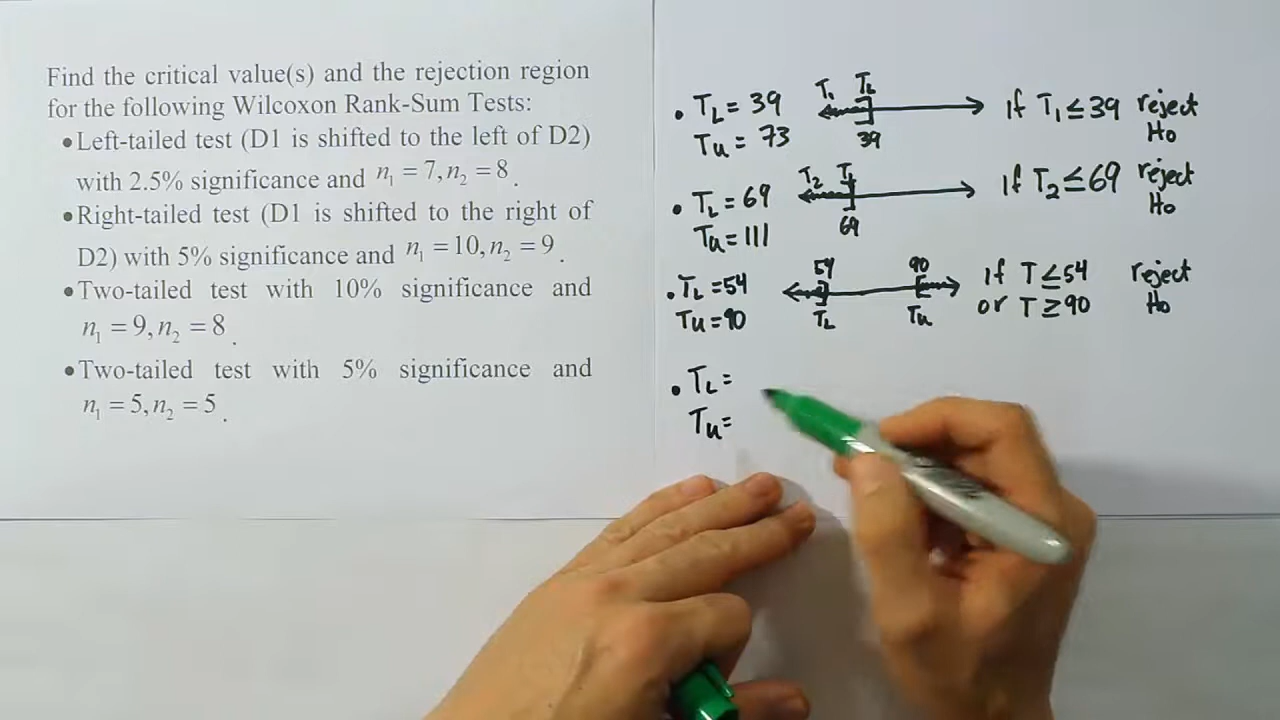 Find the critical value(s) and the rejection region
for the following Wilcoxon Rank-Sum Tests:
•Left-tailed test (D1 is shifted to the left of D2)
with 2.5% significance and n₁ = 7, n₂ = 8 .
•Right-tailed test (D1 is shifted to the right of
D2) with 5% significance and n₁ = 10, n₂ = 9 .
•Two-tailed test with 10% significance and
n₁ = 9, n₂ = 8 .
•Two-tailed test with 5% significance and
n₁ = 5, n₂ = 5 .
• TL = 39
Tu = 73
T₁ TL
39
if T₁ ≤ 39 reject
Ho
• TL = 69
Tu = 111
T₂
69
if T₂ ≤ 69 reject
Ho
• TL = 54
Tu = 90
54 90
TL Tu
if T ≤ 54 reject
or T ≥ 90 Ho
• TL =
Tu =